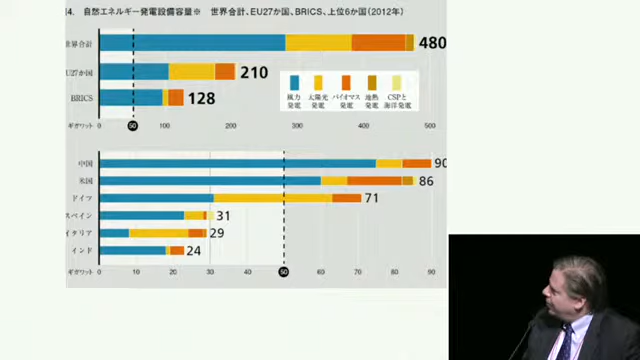 4. 自然エネルギー発電設備容量※ 世界合計、EU27か国、BRICS、上位6か国(2012年)
世界合計
480
EU27か国
210
BRICS
128
風力発電
太陽光発電
バイオマス発電
地熱発電
CSPと海洋発電
ギガワット 0 50 100 200 300 400 500
中国
90
米国
86
ドイツ
71
スペイン
31
イタリア
29
インド
24
ギガワット 0 10 20 30 40 50 60 70 80 90